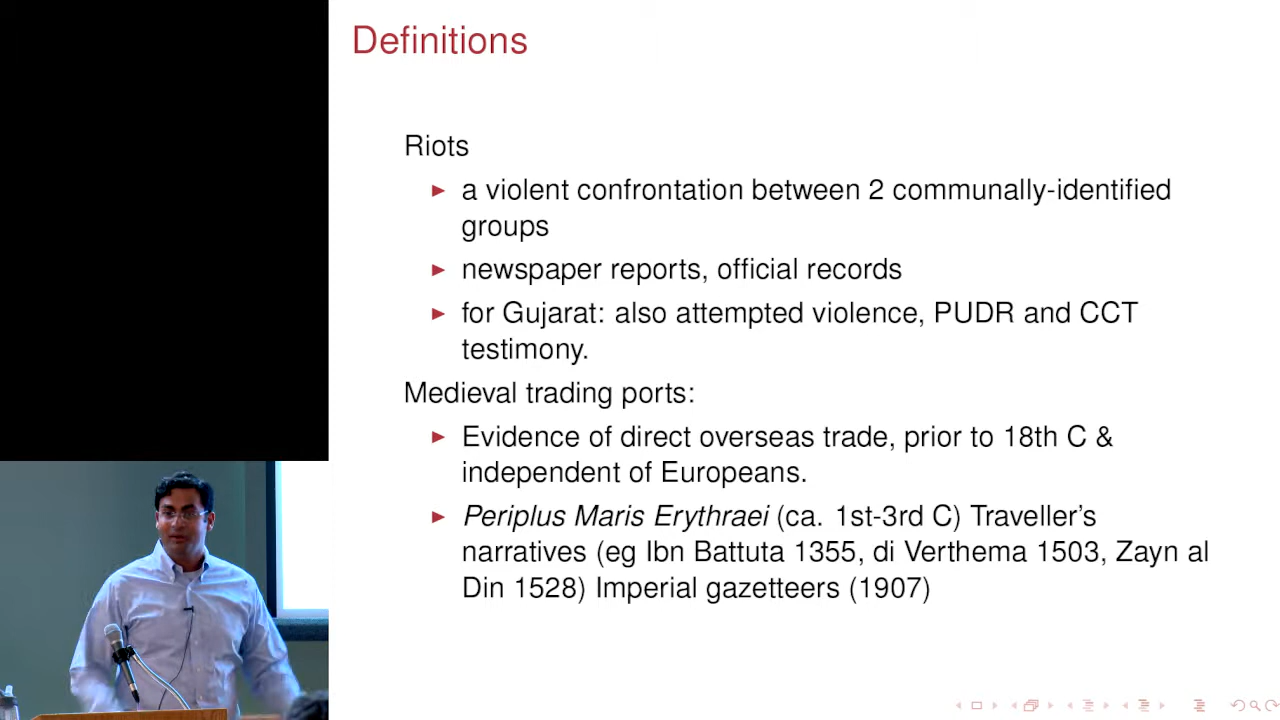 Definitions
Riots
a violent confrontation between 2 communally-identified
groups
newspaper reports, official records
for Gujarat: also attempted violence, PUDR and CCT
testimony.
Medieval trading ports:
Evidence of direct overseas trade, prior to 18th C &
independent of Europeans.
Periplus Maris Erythraei (ca. 1st-3rd C) Traveller's
narratives (eg Ibn Battuta 1355, di Verthema 1503, Zayn al
Din 1528) Imperial gazetteers (1907)